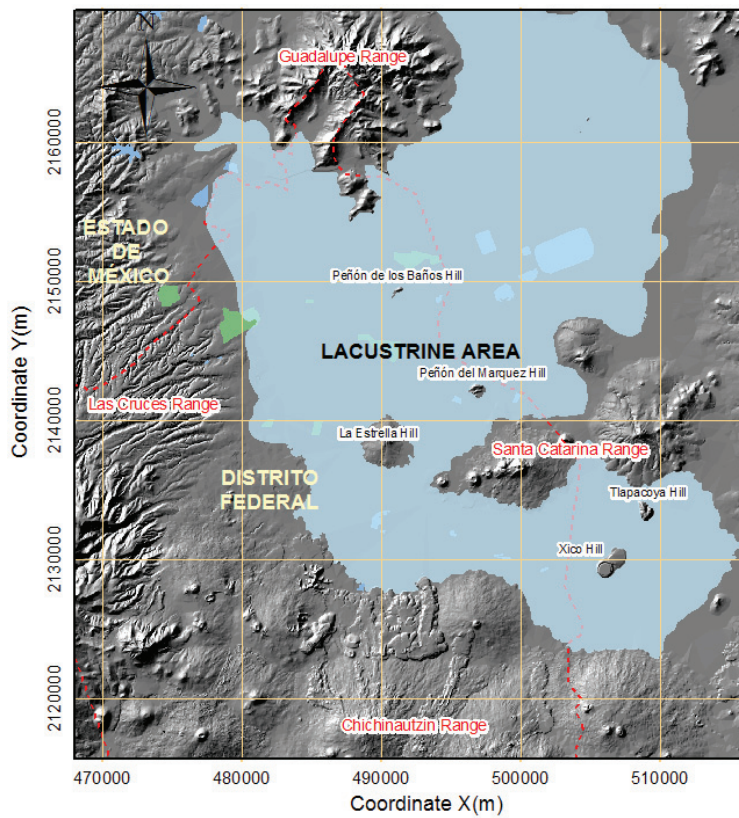 N
Guadalupe Range
2160000
ESTADO
DE
MÉXICO
Peñón de los Baños Hill
2150000
Coordinate Y(m)
LACUSTRINE AREA
Peñón del Marquez Hill
Las Cruces Range
2140000
La Estrella Hill
Santa Catarina Range
DISTRITO
FEDERAL
Tlapacoya Hill
Xico Hill
2130000
2120000
Chichinautzin Range
470000 480000 490000 500000 510000
Coordinate X(m)